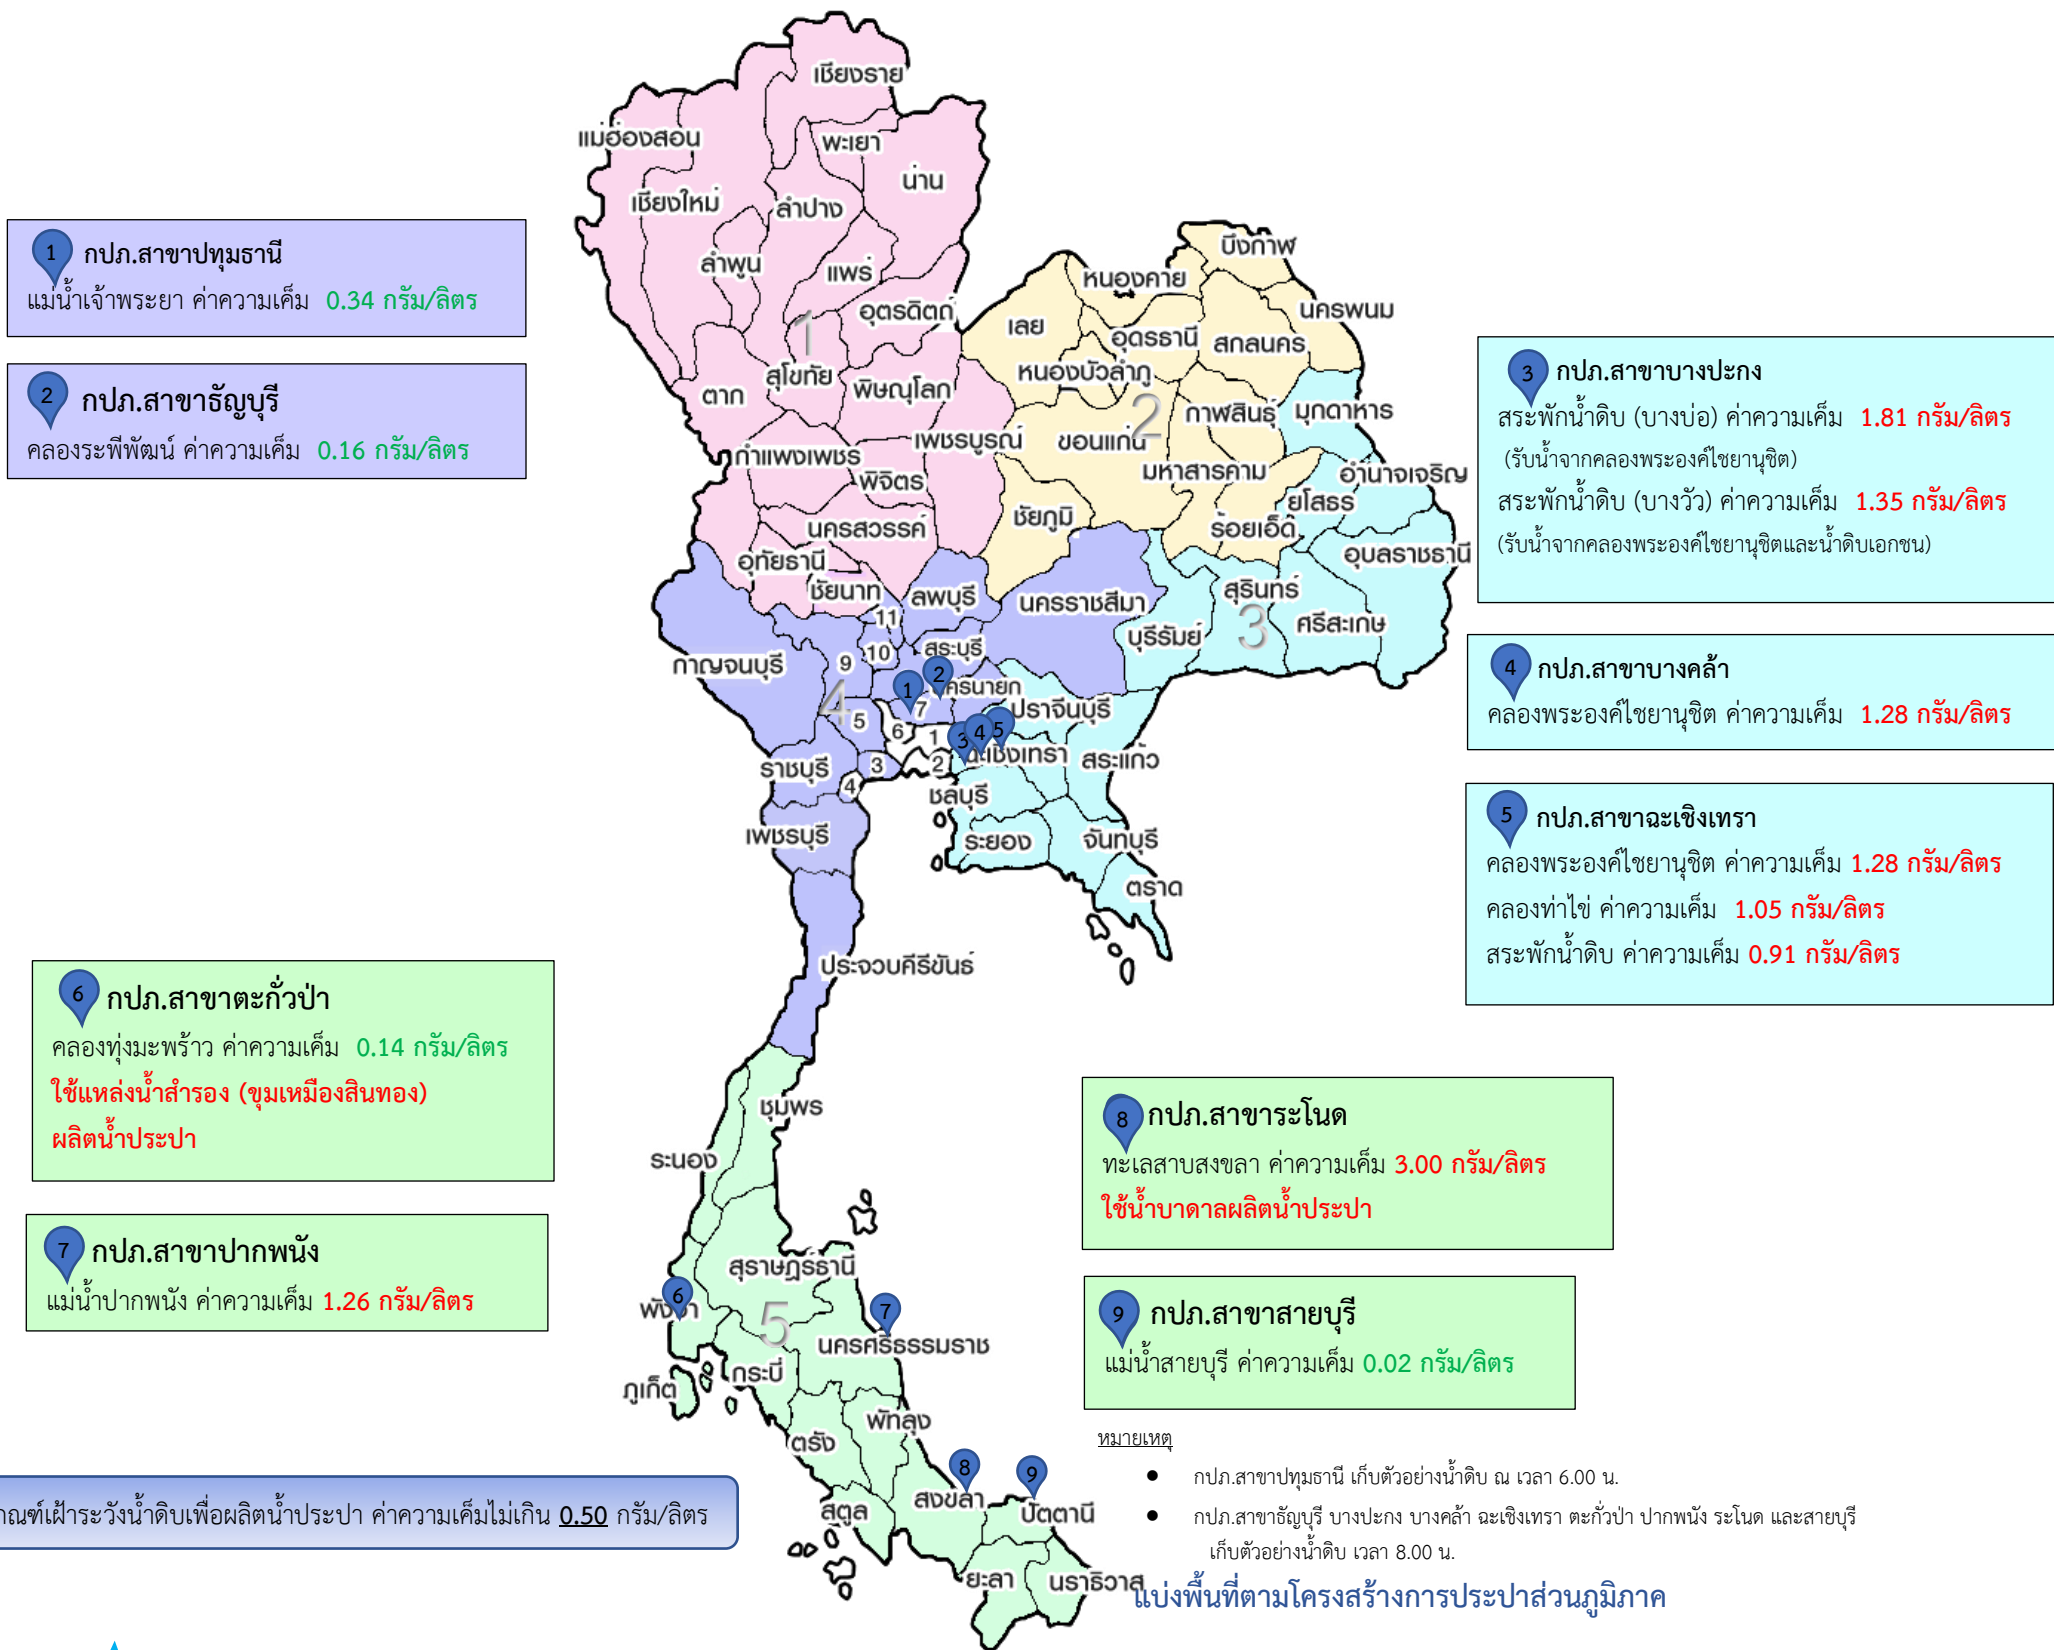 1 กปภ.สาขาปทุมธานี
แม่น้ำเจ้าพระยา ค่าความเค็ม 0.34 กรัม/ลิตร
2 กปภ.สาขาธัญบุรี
คลองระพีพัฒน์ ค่าความเค็ม 0.16 กรัม/ลิตร
3 กปภ.สาขาบางปะกง
สระพักน้ำดิบ (บางบ่อ) ค่าความเค็ม 1.81 กรัม/ลิตร
(รับน้ำจากคลองพระองค์ไชยานุชิต)
สระพักน้ำดิบ (บางวัว) ค่าความเค็ม 1.35 กรัม/ลิตร
(รับน้ำจากคลองพระองค์ไชยานุชิตและน้ำดิบเอกชน)
4 กปภ.สาขาบางคล้า
คลองพระองค์ไชยานุชิต ค่าความเค็ม 1.28 กรัม/ลิตร
5 กปภ.สาขาฉะเชิงเทรา
คลองพระองค์ไชยานุชิต ค่าความเค็ม 1.28 กรัม/ลิตร
คลองท่าไข่ ค่าความเค็ม 1.05 กรัม/ลิตร
สระพักน้ำดิบ ค่าความเค็ม 0.91 กรัม/ลิตร
6 กปภ.สาขาตะกั่วป่า
คลองทุ่งมะพร้าว ค่าความเค็ม 0.14 กรัม/ลิตร
ใช้แหล่งน้ำสำรอง (ขุมเหมืองสินทอง)
ผลิตน้ำประปา
7 กปภ.สาขาปากพนัง
แม่น้ำปากพนัง ค่าความเค็ม 1.26 กรัม/ลิตร
8 กปภ.สาขาระโนด
ทะเลสาบสงขลา ค่าความเค็ม 3.00 กรัม/ลิตร
ใช้น้ำบาดาลผลิตน้ำประปา
9 กปภ.สาขาสายบุรี
แม่น้ำสายบุรี ค่าความเค็ม 0.02 กรัม/ลิตร
เชียงราย
แม่ฮ่องสอน
พะเยา
น่าน
เชียงใหม่
ลำปาง
ลำพูน
แพร่
อุตรดิตถ์
1
สุโขทัย
ตาก
พิษณุโลก
เพชรบูรณ์
กำแพงเพชร
พิจิตร
นครสวรรค์
อุทัยธานี
ชัยนาท
บึงกาฬ
หนองคาย
นครพนม
เลย
อุดรธานี
สกลนคร
หนองบัวลำภู
2
กาฬสินธุ์
มุกดาหาร
ขอนแก่น
มหาสารคาม
อำนาจเจริญ
ยโสธร
ชัยภูมิ
ร้อยเอ็ด
อุบลราชธานี
ลพบุรี
นครราชสีมา
สุรินทร์
3
ศรีสะเกษ
บุรีรัมย์
11
10
9
สระบุรี
กาญจนบุรี
4
1
2
7
ปราจีนบุรี
5
6
1
3
4
5
2
สระแก้ว
ราชบุรี
3
4
ชลบุรี
เพชรบุรี
ระยอง
จันทบุรี
ตราด
ประจวบคีรีขันธ์
ชุมพร
ระนอง
สุราษฎร์ธานี
6
5
7
นครศรีธรรมราช
กระบี่
ภูเก็ต
พัทลุง
ตรัง
8
9
สงขลา
ปัตตานี
สตูล
ยะลา
นราธิวาส
ณฑ์เฝ้าระวังน้ำดิบเพื่อผลิตน้ำประปา ค่าความเค็มไม่เกิน 0.50 กรัม/ลิตร
หมายเหตุ
● กปภ.สาขาปทุมธานี เก็บตัวอย่างน้ำดิบ ณ เวลา 6.00 น.
● กปภ.สาขาธัญบุรี บางปะกง บางคล้า ฉะเชิงเทรา ตะกั่วป่า ปากพนัง ระโนด และสายบุรี
เก็บตัวอย่างน้ำดิบ เวลา 8.00 น.
แบ่งพื้นที่ตามโครงสร้างการประปาส่วนภูมิภาค